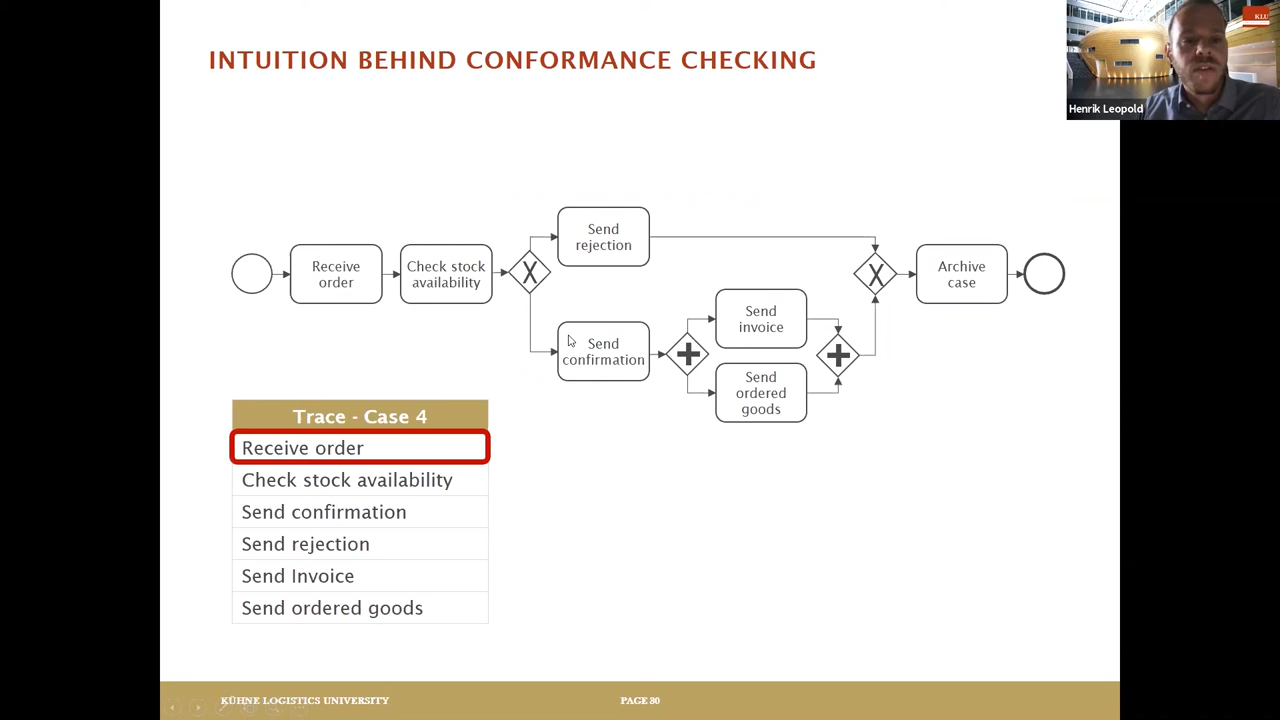 INTUITION BEHIND CONFORMANCE CHECKING
KLU
Henrik Leopold
Send
rejection
Receive
order
Check stock
availability
X
X
Archive
case
Send
invoice
Send
confirmation
Send
ordered
goods
Trace - Case 4
Receive order
Check stock availability
Send confirmation
Send rejection
Send Invoice
Send ordered goods
KÜHNE LOGISTICS UNIVERSITY
PAGE 30